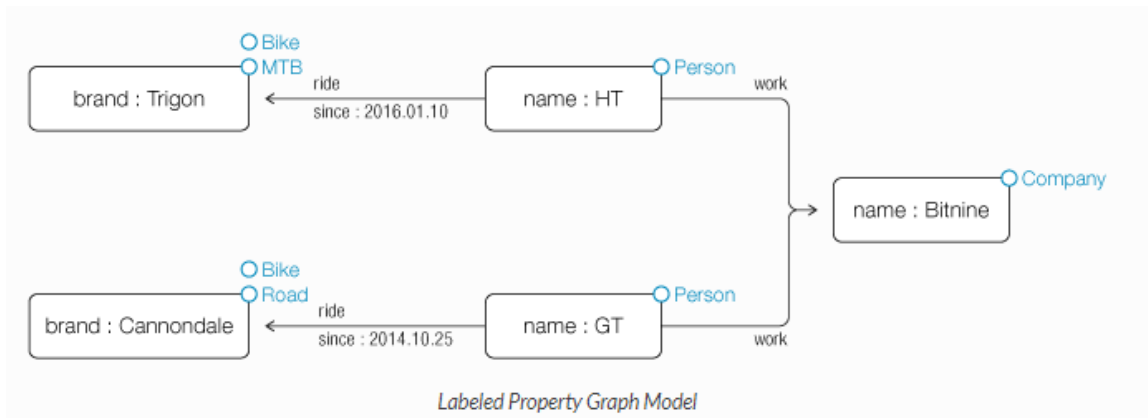 Bike
MTB
brand : Trigon
ride
since : 2016.01.10
Person
name : HT
work
Company
name : Bitnine
Bike
Road
brand : Cannondale
ride
since : 2014.10.25
Person
name : GT
work
Labeled Property Graph Model